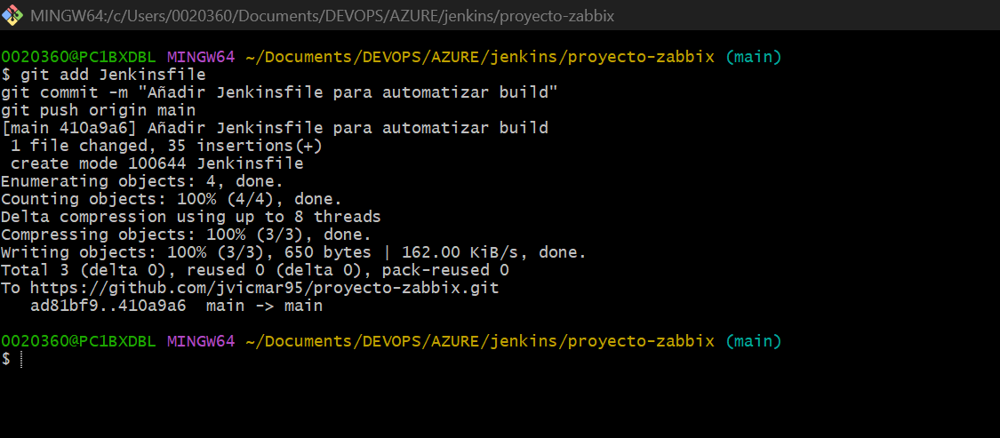 MINGW64:/c/Users/0020360/Documents/DEVOPS/AZURE/jenkins/proyecto-zabbix
0020360@PC1BXDBL MINGW64 ~/Documents/DEVOPS/AZURE/jenkins/proyecto-zabbix (main)
$ git add Jenkinsfile
git commit -m "Añadir Jenkinsfile para automatizar build"
git push origin main
[main 410a9a6] Añadir Jenkinsfile para automatizar build
 1 file changed, 35 insertions(+)
 create mode 100644 Jenkinsfile
Enumerating objects: 4, done.
Counting objects: 100% (4/4), done.
Delta compression using up to 8 threads
Compressing objects: 100% (3/3), done.
Writing objects: 100% (3/3), 650 bytes | 162.00 KiB/s, done.
Total 3 (delta 0), reused 0 (delta 0), pack-reused 0
To https://github.com/jvicmar95/proyecto-zabbix.git
   ad81bf9..410a9a6  main -> main
0020360@PC1BXDBL MINGW64 ~/Documents/DEVOPS/AZURE/jenkins/proyecto-zabbix (main)
$